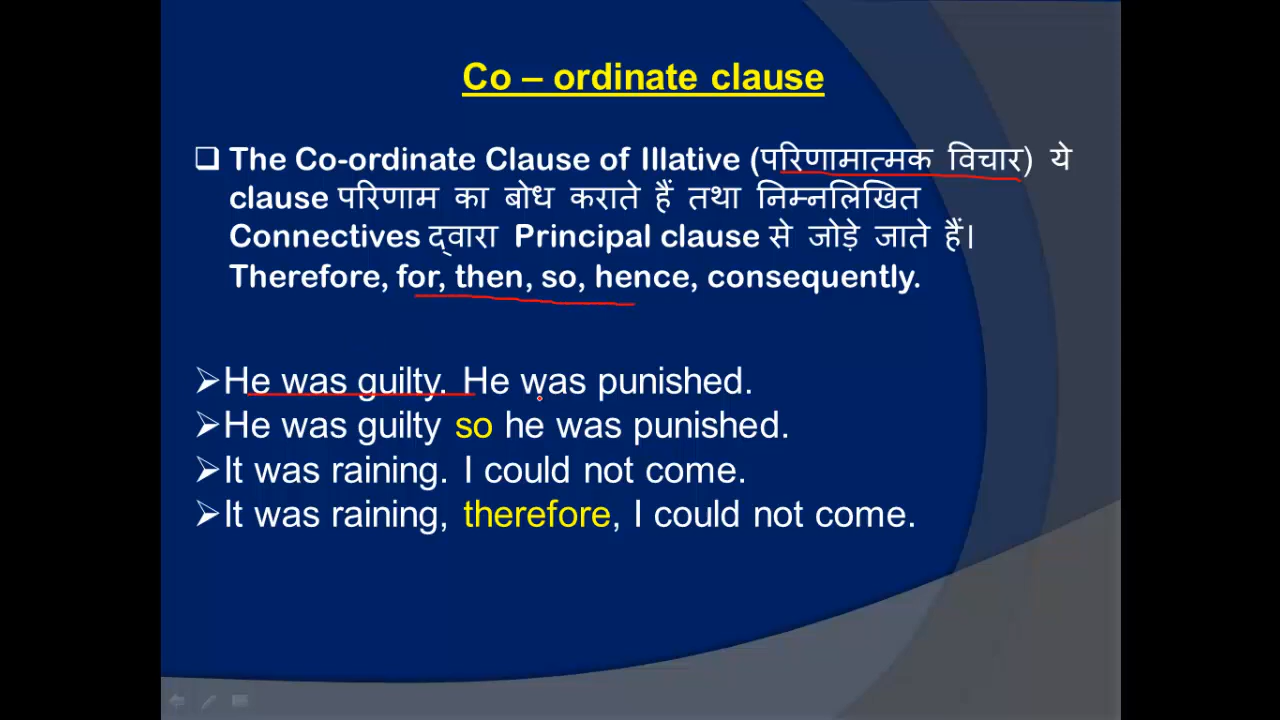 Co – ordinate clause
The Co-ordinate Clause of Illative (परिणामात्मक विचार) ये
clause परिणाम का बोध कराते हैं तथा निम्नलिखित
Connectives द्वारा Principal clause से जोड़े जाते हैं।
Therefore, for, then, so, hence, consequently.
He was guilty. He was punished.
He was guilty so he was punished.
It was raining. I could not come.
It was raining, therefore, I could not come.